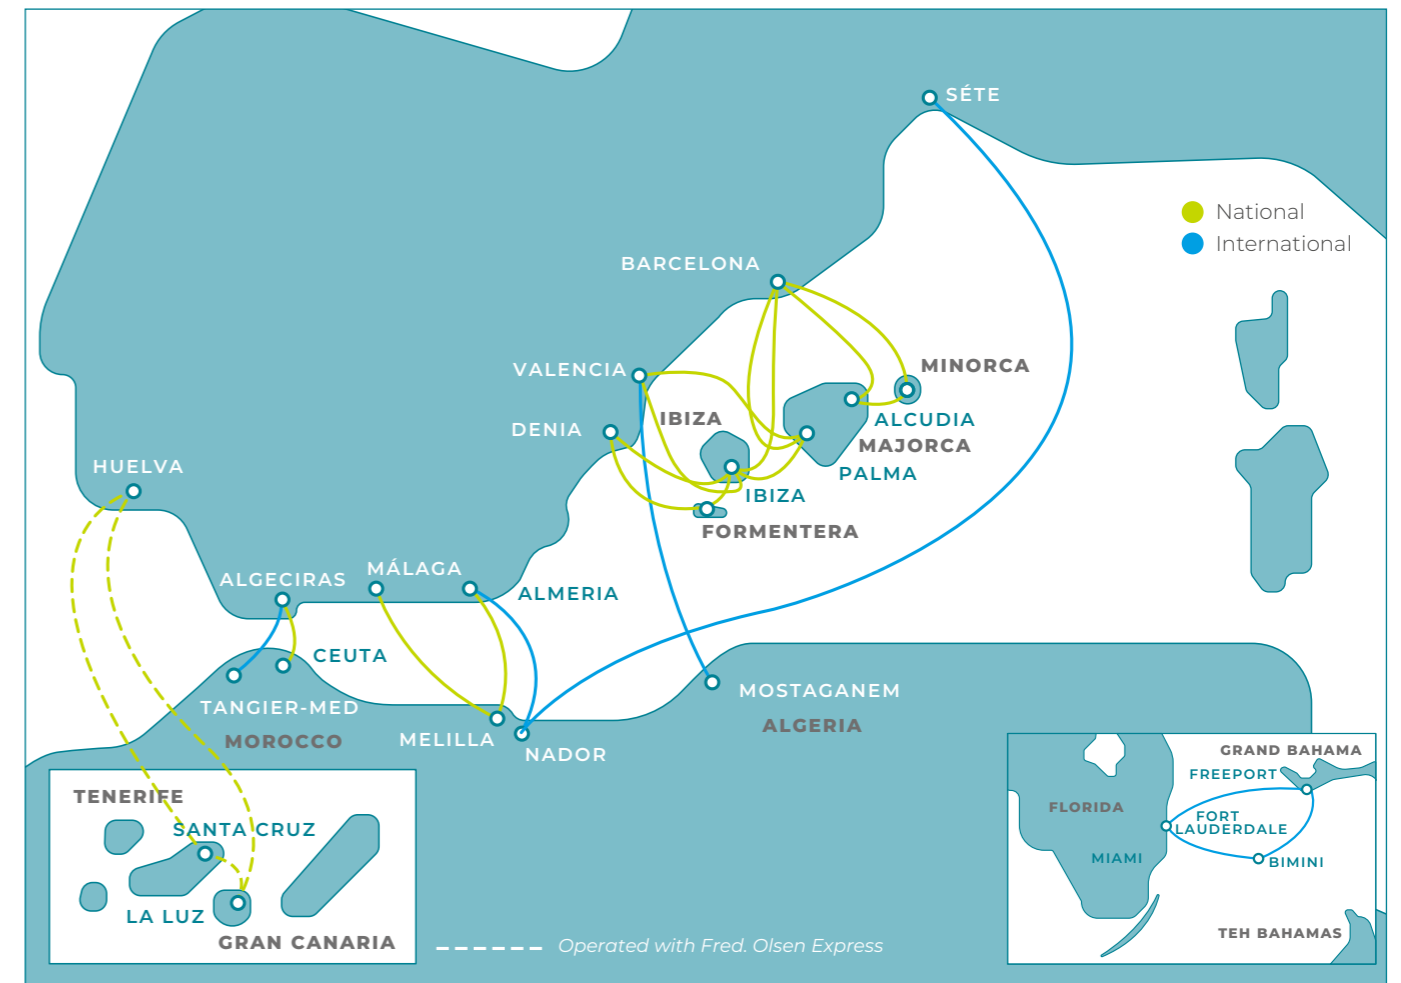 SÉTE
National
International
BARCELONA
MINORCA
VALENCIA
IBIZA
ALCUDIA
DENIA
MAJORCA
HUELVA
PALMA
IBIZA
FORMENTERA
MÁLAGA
ALGECIRAS
ALMERIA
CEUTA
MOSTAGANEM
TANGIER-MED
ALGERIA
MOROCCO
MELILLA
NADOR
GRAND BAHAMA
FREEPORT
TENERIFE
FLORIDA
FORT
LAUDERDALE
SANTA CRUZ
MIAMI
BIMINI
LA LUZ
TEH BAHAMAS
GRAN CANARIA
Operated with Fred. Olsen Express